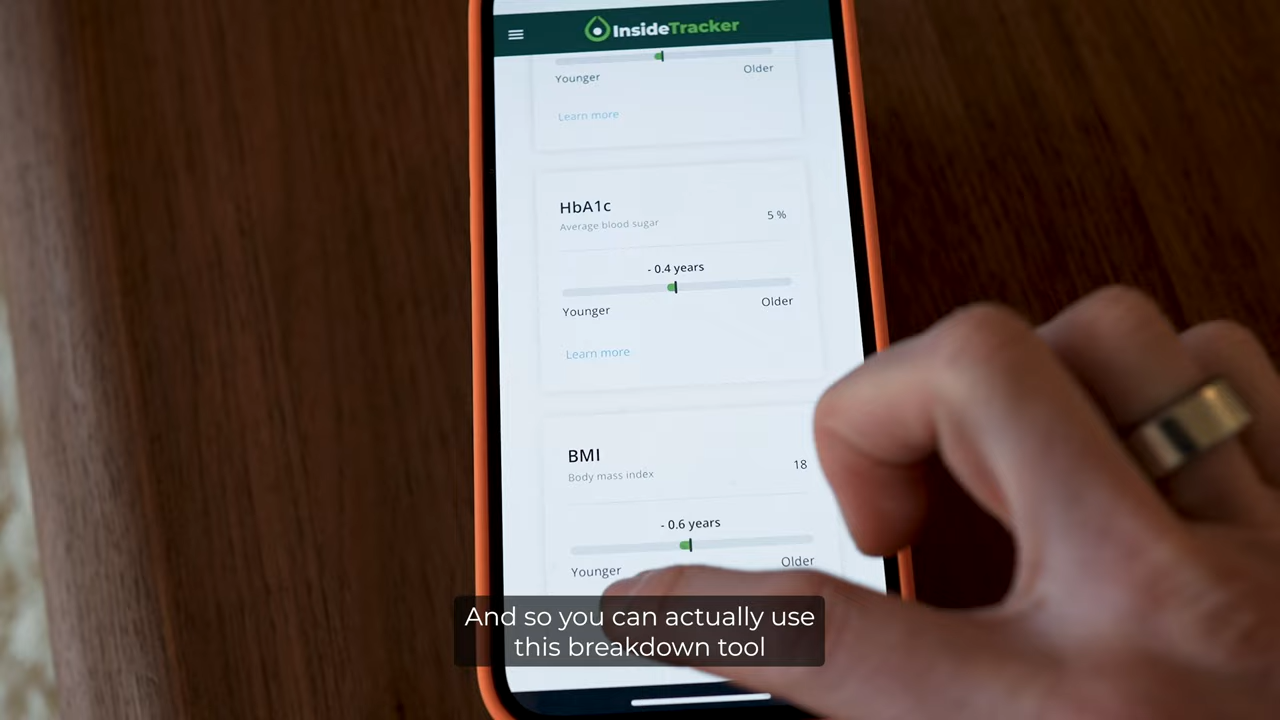 InsideTracker
Younger
Older
Learn more
HbA1c
5 %
Average blood sugar
- 0.4 years
Younger
Older
Learn more
BMI
18
Body mass index
- 0.6 years
Younger
Older
And so you can actually use
this breakdown tool